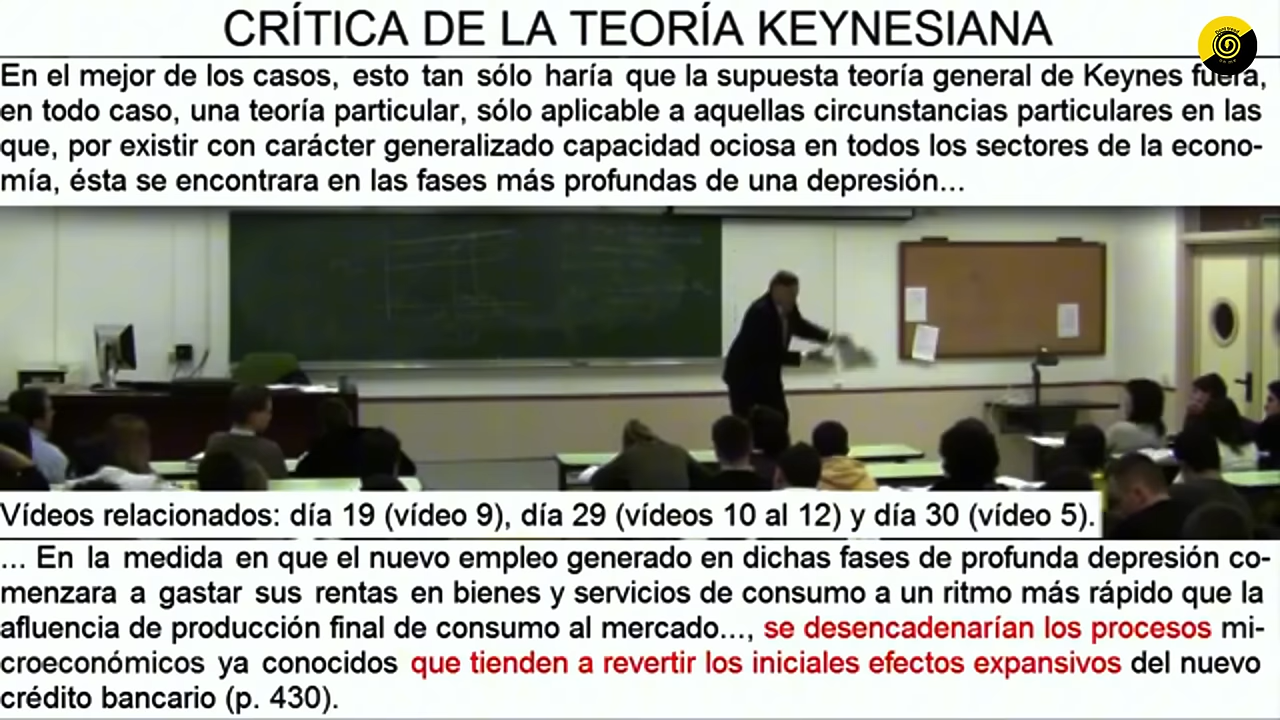 CRÍTICA DE LA TEORÍA KEYNESIANA
En el mejor de los casos, esto tan sólo haría que la supuesta teoría general de Keynes fuera,
en todo caso, una teoría particular, sólo aplicable a aquellas circunstancias particulares en las
que, por existir con carácter generalizado capacidad ociosa en todos los sectores de la econo-
mía, ésta se encontrara en las fases más profundas de una depresión...
Vídeos relacionados: día 19 (vídeo 9), día 29 (vídeos 10 al 12) y día 30 (vídeo 5).
... En la medida en que el nuevo empleo generado en dichas fases de profunda depresión co-
menzara a gastar sus rentas en bienes y servicios de consumo a un ritmo más rápido que la
afluencia de producción final de consumo al mercado..., se desencadenarían los procesos mi-
croeconómicos ya conocidos que tienden a revertir los iniciales efectos expansivos del nuevo
crédito bancario (p. 430).